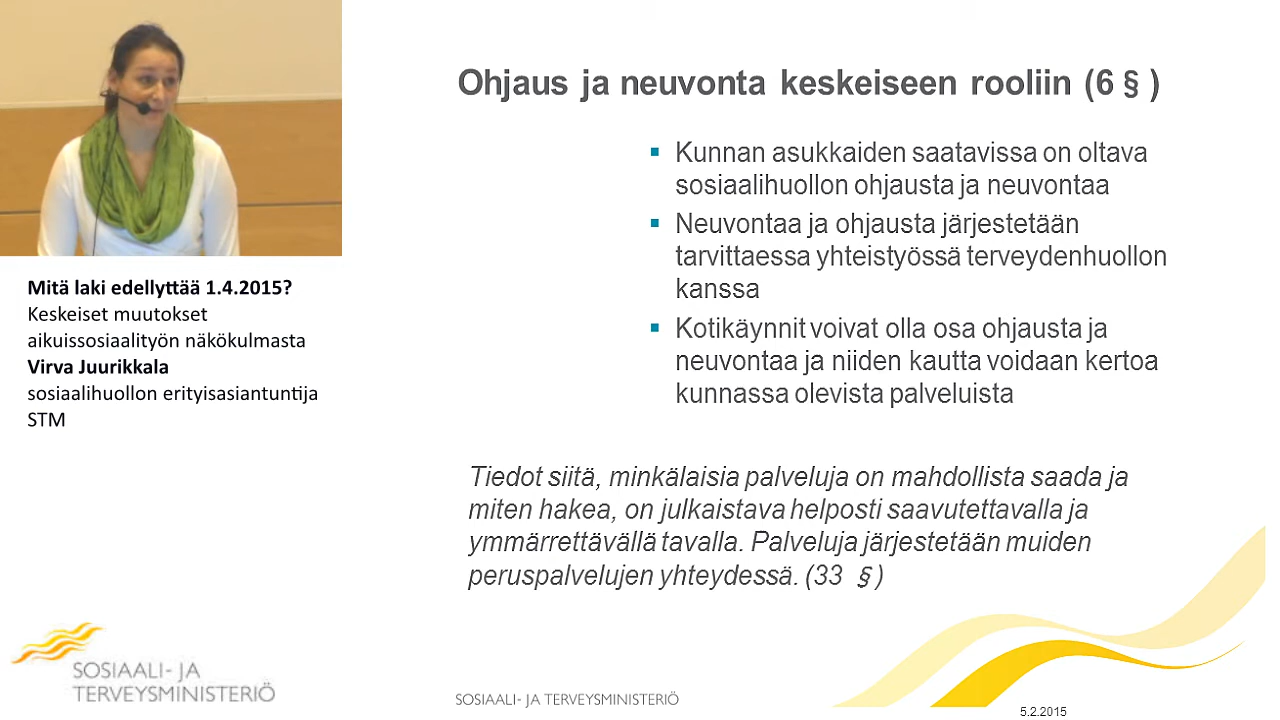 Ohjaus ja neuvonta keskeiseen rooliin (6 § )
Kunnan asukkaiden saatavissa on oltava
sosiaalihuollon ohjausta ja neuvontaa
Neuvontaa ja ohjausta järjestetään
tarvittaessa yhteistyössä terveydenhuollon
kanssa
Kotikäynnit voivat olla osa ohjausta ja
neuvontaa ja niiden kautta voidaan kertoa
kunnassa olevista palveluista
Tiedot siitä, minkälaisia palveluja on mahdollista saada ja
miten hakea, on julkaistava helposti saavutettavalla ja
ymmärrettävällä tavalla. Palveluja järjestetään muiden
peruspalvelujen yhteydessä. (33 §)
Mitä laki edellyttää 1.4.2015?
Keskeiset muutokset
aikuissosiaalityön näkökulmasta
Virva Juurikkala
sosiaalihuollon erityisasiantuntija
STM
SOSIAALI- JA
TERVEYSMINISTERIÖ
SOSIAALI- JA TERVEYSMINISTERIÖ
5.2.2015